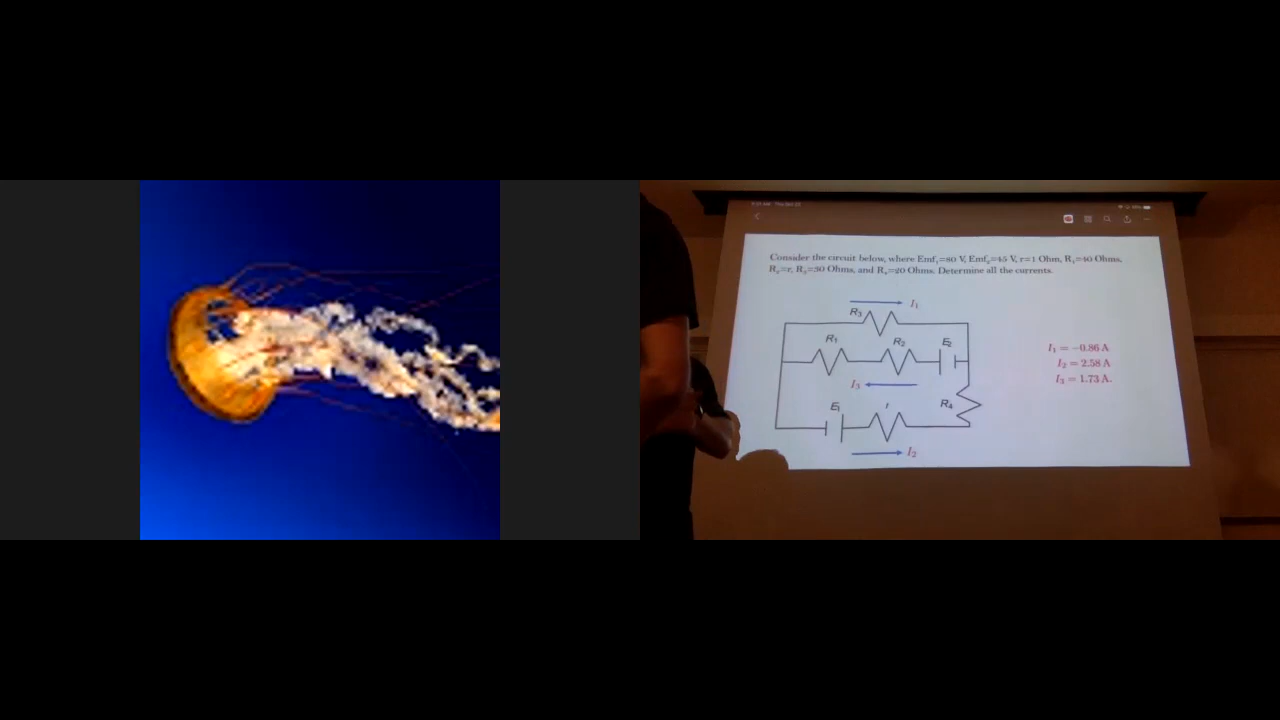 Consider the circuit below, where Emf₁=80 V, Emf₂=45 V, r=1 Ohm, R₁=40 Ohms,
R₂=r, R₃=30 Ohms, and R₄=20 Ohms. Determine all the currents.
I₁
R₃
R₁ R₂ E₂
I₁ = −0.86 A
I₂ = 2.58 A
I₃ = 1.73 A.
I₃
E₁ r R₄
I₂